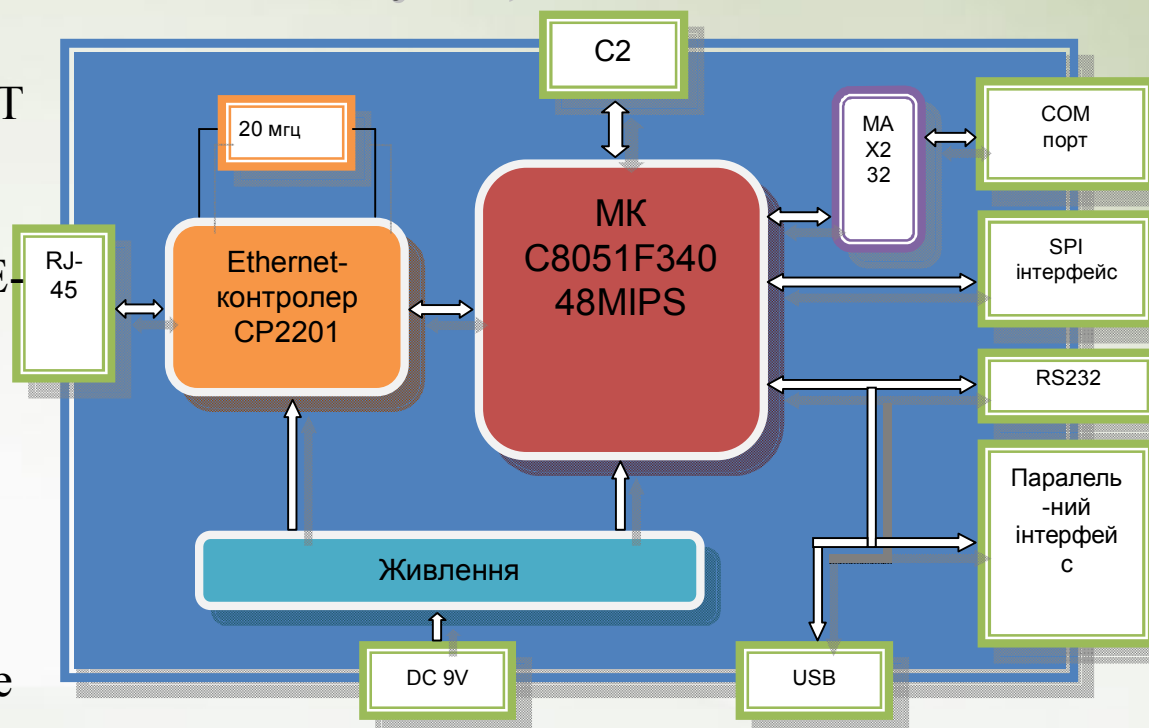 C2
T
20 мгц
MA
X2
32
COM
порт
МК
C8051F340
48MIPS
RJ-
45
E-
Ethernet-
контролер
CP2201
SPI
інтерфейс
RS232
Паралель
-ний
інтерфей
с
Живлення
e
DC 9V
USB